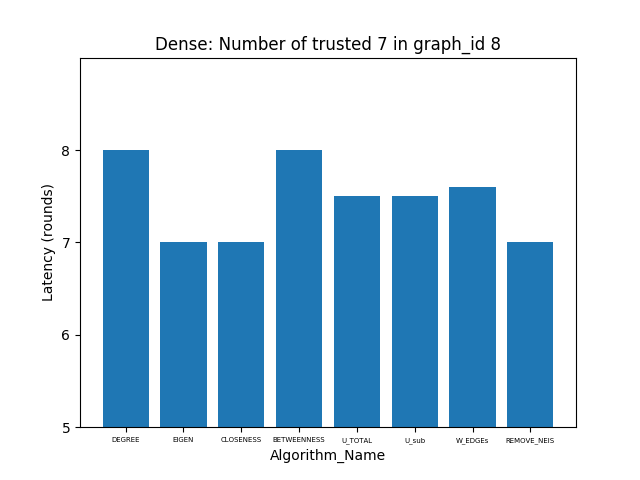 Dense: Number of trusted 7 in graph_id 8
Latency (rounds)
8
7
6
5
DEGREE EIGEN CLOSENESS BETWEENNESS U_TOTAL U_sub W_EDGEs REMOVE_NEIS
Algorithm_Name